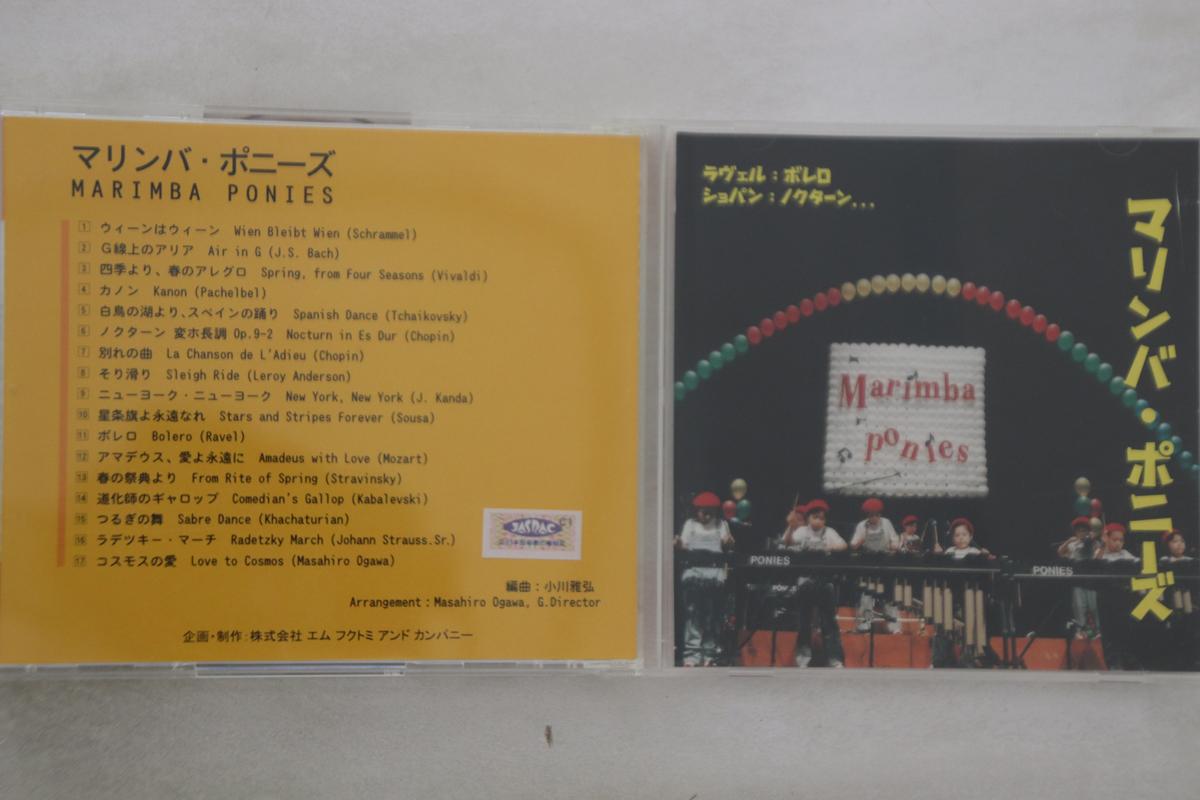 マリンバ・ポニーズ
MARIMBA PONIES
1 ウィーンはウィーン Wien Bleibt Wien (Schrammel)
2 G線上のアリア Air in G (J.S. Bach)
3 四季より、春のアレグロ Spring, from Four Seasons (Vivaldi)
4 カノン Kanon (Pachelbel)
5 白鳥の湖より、スペインの踊り Spanish Dance (Tchaikovsky)
6 ノクターン 変ホ長調 Op.9-2 Nocturn in Es Dur (Chopin)
7 別れの曲 La Chanson de L'Adieu (Chopin)
8 そり滑り Sleigh Ride (Leroy Anderson)
9 ニューヨーク・ニューヨーク New York, New York (J. Kanda)
10 星条旗よ永遠なれ Stars and Stripes Forever (Sousa)
11 ボレロ Bolero (Ravel)
12 アマデウス、愛よ永遠に Amadeus with Love (Mozart)
13 春の祭典より From Rite of Spring (Stravinsky)
14 道化師のギャロップ Comedian's Gallop (Kabalevski)
15 つるぎの舞 Sabre Dance (Khachaturian)
16 ラデツキー・マーチ Radetzky March (Johann Strauss.Sr.)
17 コスモスの愛 Love to Cosmos (Masahiro Ogawa)
JASRAC
編曲：小川雅弘
Arrangement：Masahiro Ogawa, G.Director
企画・制作：株式会社 エム フクトミ アンド カンパニー
ラヴェル：ボレロ
ショパン：ノクターン...
マリンバ・ポニーズ
Marimba
ponies
PONIES
PONIES